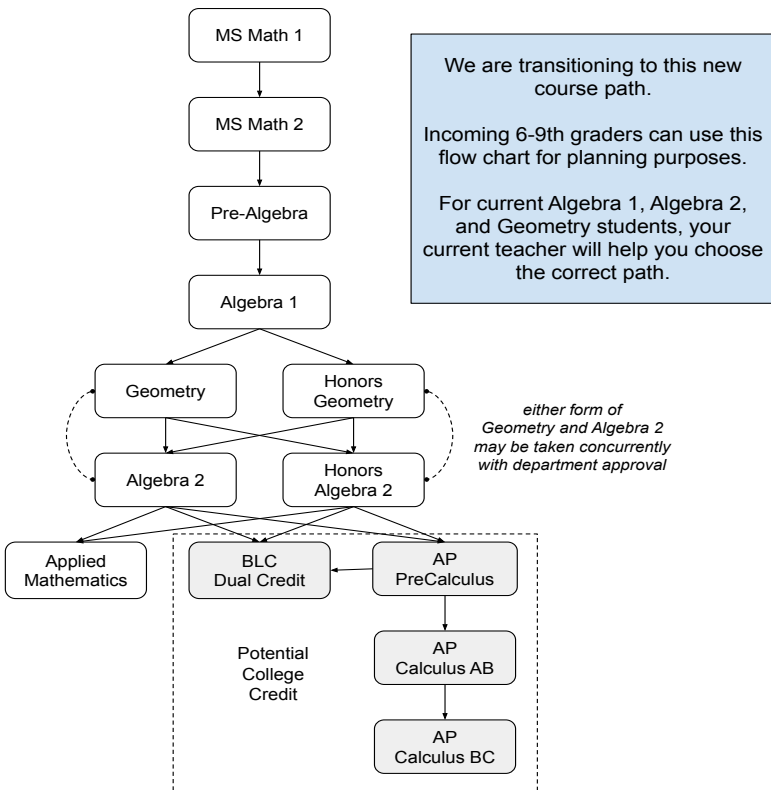 MS Math 1
We are transitioning to this new
course path.
Incoming 6-9th graders can use this
flow chart for planning purposes.
For current Algebra 1, Algebra 2,
and Geometry students, your
current teacher will help you choose
the correct path.
MS Math 2
Pre-Algebra
Algebra 1
Geometry
Honors
Geometry
either form of
Geometry and Algebra 2
may be taken concurrently
with department approval
Algebra 2
Honors
Algebra 2
Applied
Mathematics
BLC
Dual Credit
AP
PreCalculus
Potential
College
Credit
AP
Calculus AB
AP
Calculus BC